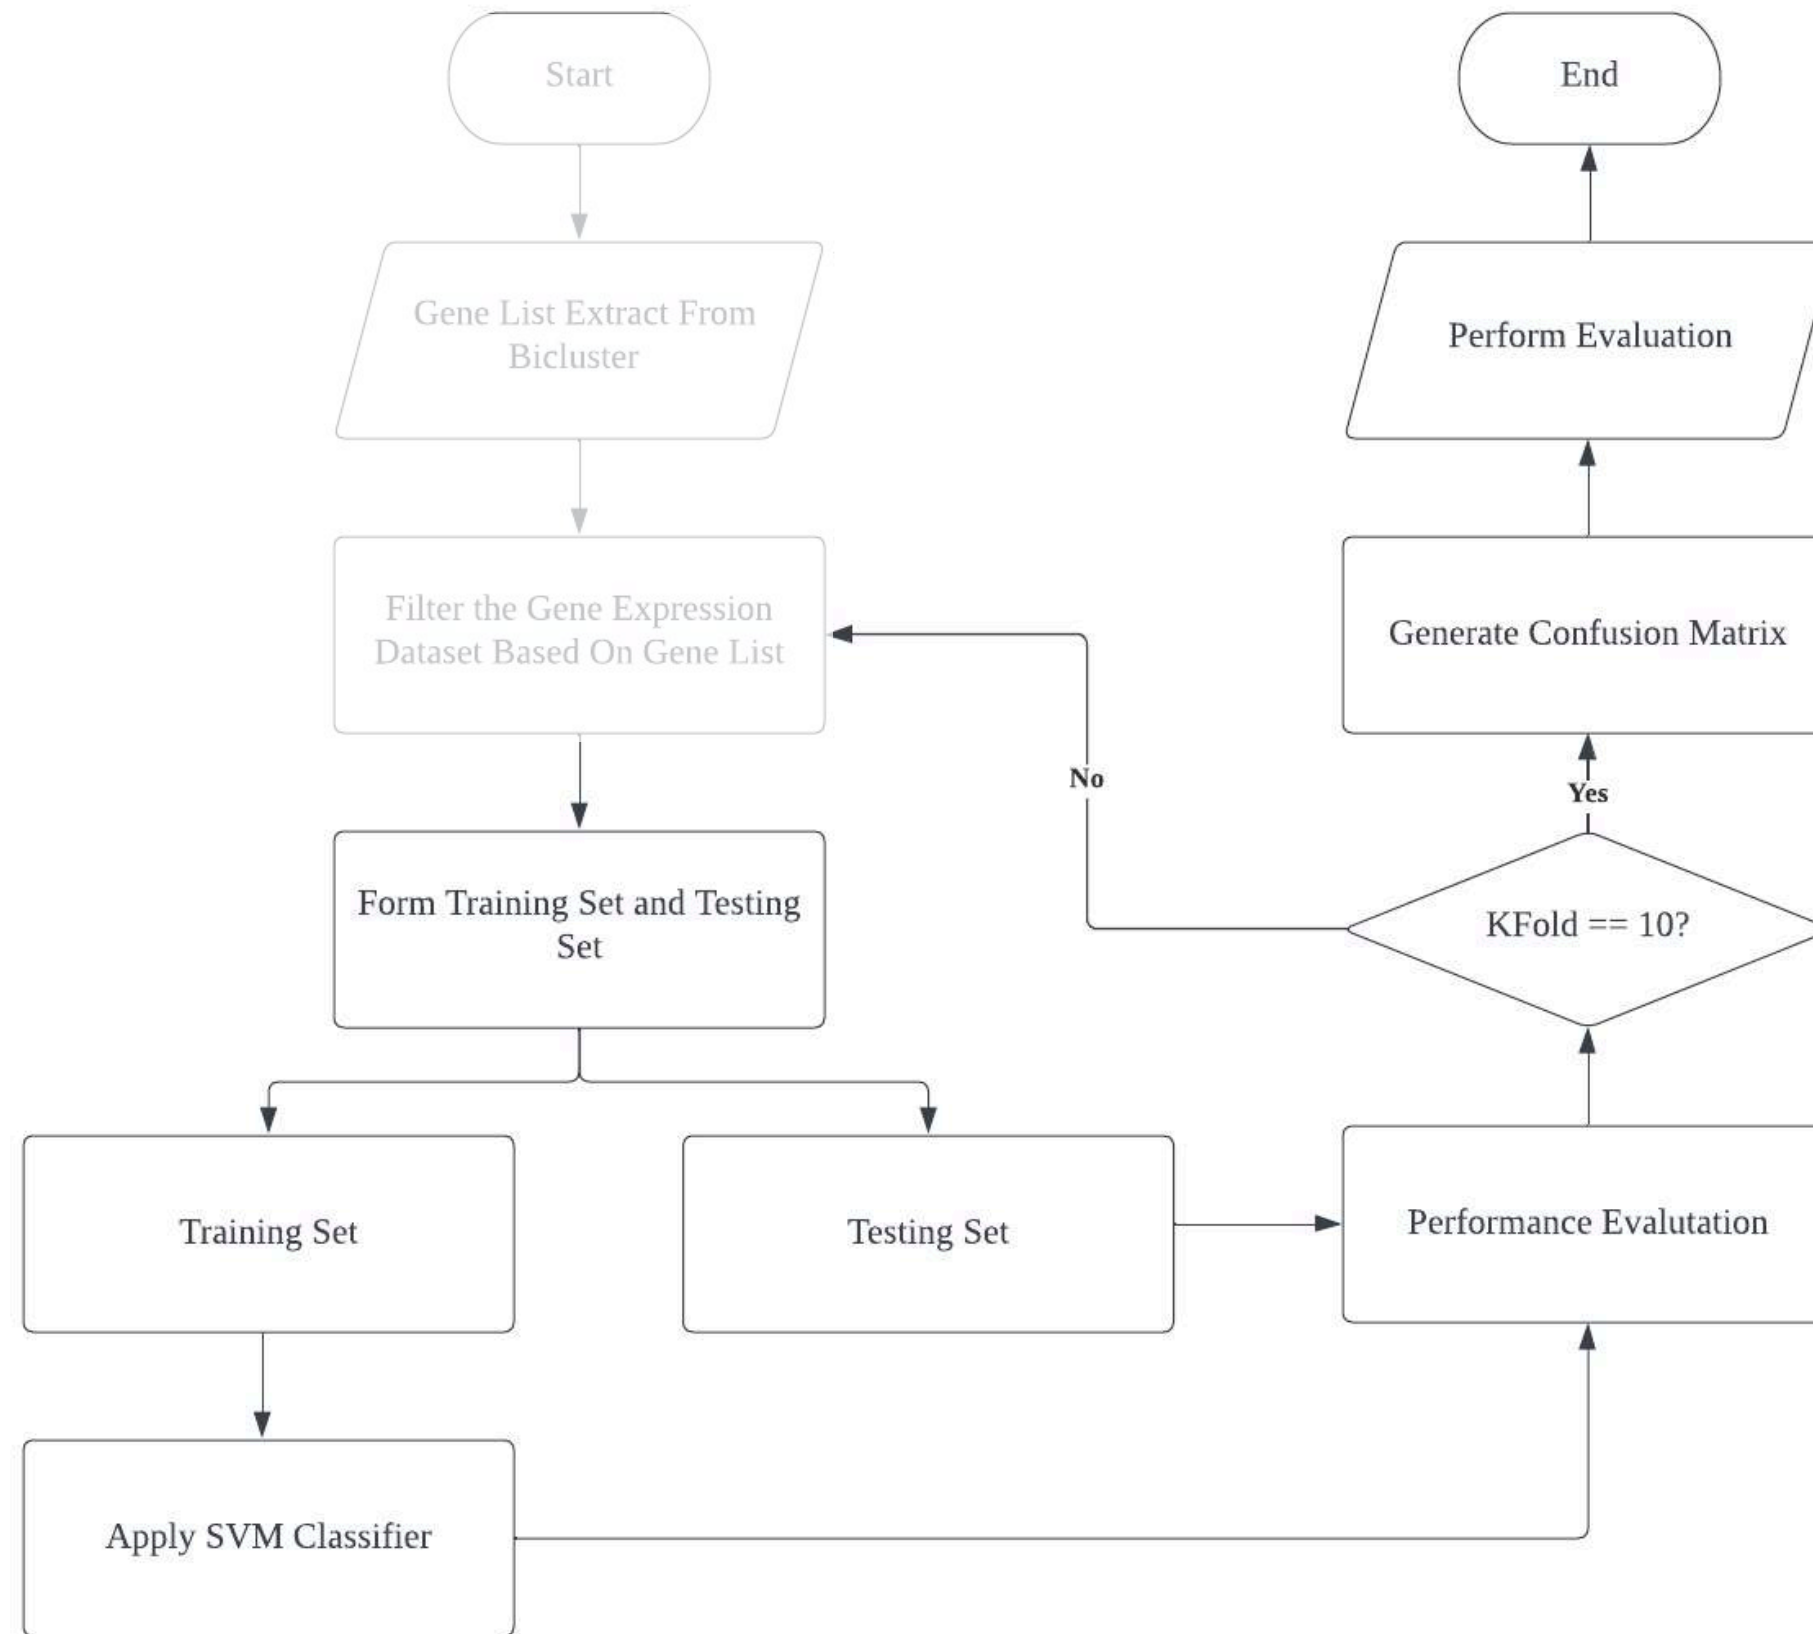 Start
Gene List Extract From
Bicluster
Filter the Gene Expression
Dataset Based On Gene List
Form Training Set and Testing
Set
Training Set
Testing Set
Apply SVM Classifier
Performance Evalutation
KFold == 10?
No
Yes
Generate Confusion Matrix
Perform Evaluation
End